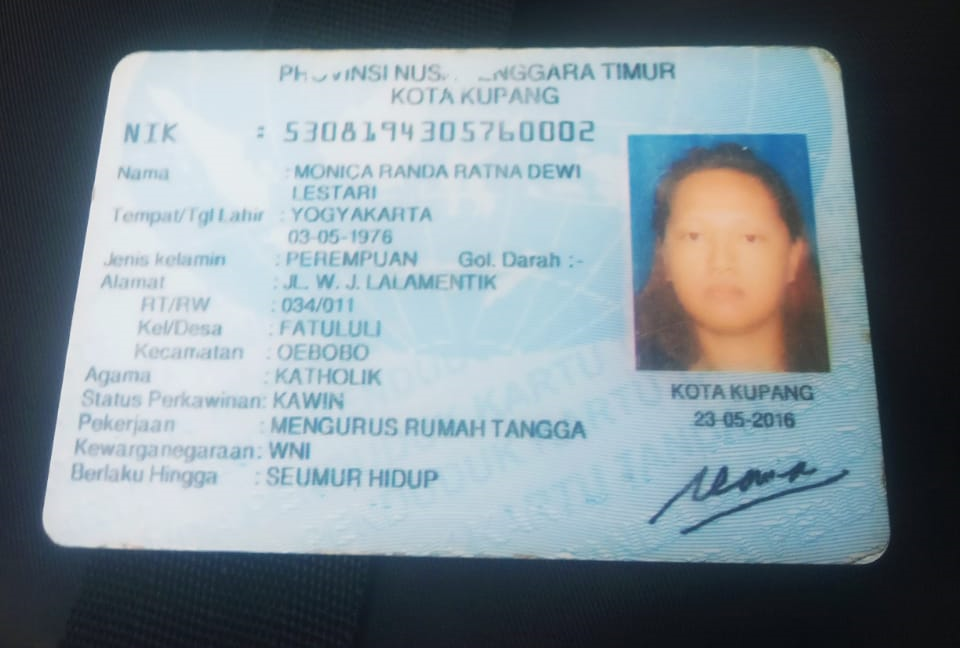 PROVINSI NUSA TENGGARA TIMUR
KOTA KUPANG
NIK : 5308194305760002
Nama : MONICA RANDA RATNA DEWI
LESTARI
Tempat/Tgl Lahir : YOGYAKARTA
03-05-1976
Jenis kelamin : PEREMPUAN Gol. Darah :-
Alamat : JL. W. J. LALAMENTIK
RT/RW : 034/011
Kel/Desa : FATULULI
Kecamatan : OEBOBO
Agama : KATHOLIK
Status Perkawinan: KAWIN
Pekerjaan : MENGURUS RUMAH TANGGA
Kewarganegaraan: WNI
Berlaku Hingga : SEUMUR HIDUP
KOTA KUPANG
23-05-2016